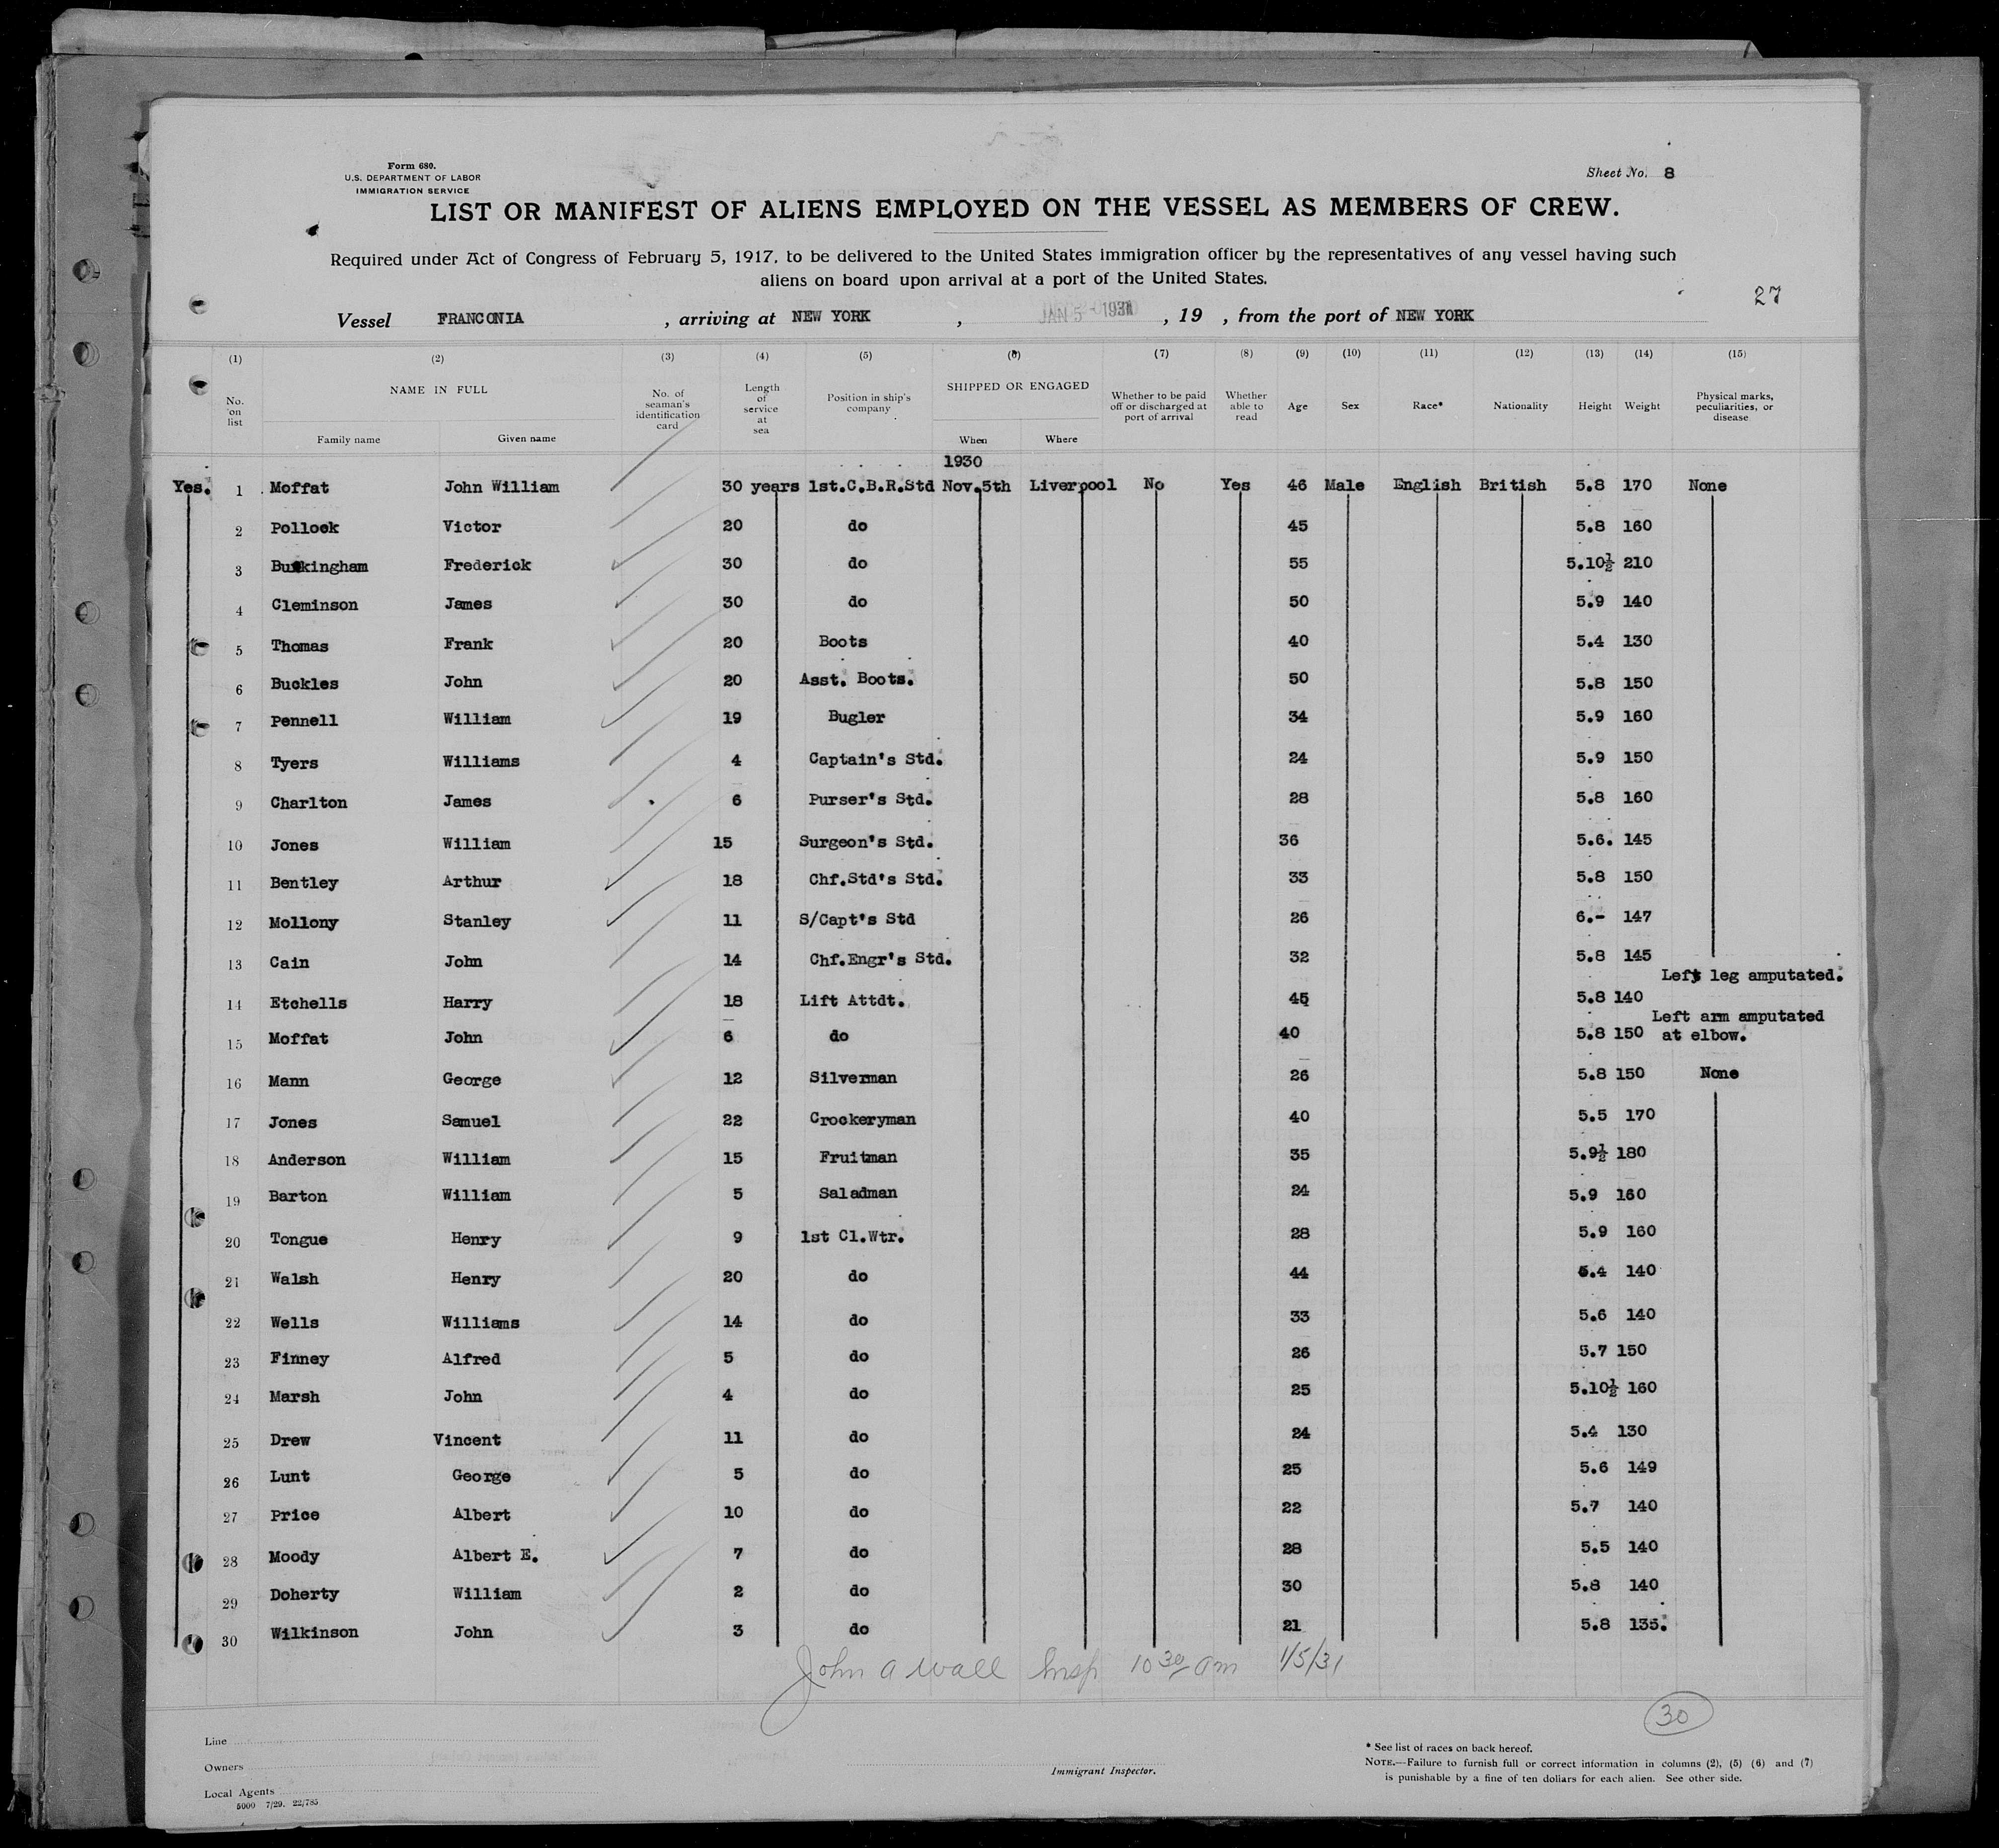 Form 680.
U.S. DEPARTMENT OF LABOR
IMMIGRATION SERVICE
Sheet No. 8
LIST OR MANIFEST OF ALIENS EMPLOYED ON THE VESSEL AS MEMBERS OF CREW.
Required under Act of Congress of February 5, 1917, to be delivered to the United States immigration officer by the representatives of any vessel having such
aliens on board upon arrival at a port of the United States.
27
Vessel FRANCONIA , arriving at NEW YORK , JAN 5 1931 , 19 , from the port of NEW YORK
(1) (2) (3) (4) (5) (6) (7) (8) (9) (10) (11) (12) (13) (14) (15)
No. on list NAME IN FULL Family name Given name No. of seaman's identification card Length of service at sea Position in ship's company SHIPPED OR ENGAGED When Where Whether to be paid off or discharged at port of arrival Whether able to read Age Sex Race* Nationality Height Weight Physical marks, peculiarities, or disease
1930
Yes. 1 Moffat John William 30 years 1st.C.B.R.Std Nov.5th Liverpool No Yes 46 Male English British 5.8 170 None
2 Pollock Victor 20 do 45 5.8 160
3 Buckingham Frederick 30 do 55 5.10½ 210
4 Cleminson James 30 do 50 5.9 140
5 Thomas Frank 20 Boots 40 5.4 130
6 Buckles John 20 Asst. Boots. 50 5.8 150
7 Pennell William 19 Bugler 34 5.9 160
8 Tyers Williams 4 Captain's Std. 24 5.9 150
9 Charlton James 6 Purser's Std. 28 5.8 160
10 Jones William 15 Surgeon's Std. 36 5.6. 145
11 Bentley Arthur 18 Chf.Std's Std. 33 5.8 150
12 Mollony Stanley 11 S/Capt's Std 26 6.- 147
13 Cain John 14 Chf.Engr's Std. 32 5.8 145
14 Etchells Harry 18 Lift Attdt. 45 5.8 140 Left leg amputated.
15 Moffat John 6 do 40 5.8 150 Left arm amputated at elbow.
16 Mann George 12 Silverman 26 5.8 150 None
17 Jones Samuel 22 Crockeryman 40 5.5 170
18 Anderson William 15 Fruitman 35 5.9½ 180
19 Barton William 5 Saladman 24 5.9 160
20 Tongue Henry 9 1st Cl.Wtr. 28 5.9 160
21 Walsh Henry 20 do 44 5.4 140
22 Wells Williams 14 do 33 5.6 140
23 Finney Alfred 5 do 26 5.7 150
24 Marsh John 4 do 25 5.10½ 160
25 Drew Vincent 11 do 24 5.4 130
26 Lunt George 5 do 25 5.6 149
27 Price Albert 10 do 22 5.7 140
28 Moody Albert E. 7 do 28 5.5 140
29 Doherty William 2 do 30 5.8 140
30 Wilkinson John 3 do 21 5.8 135.
John A Wall Insp 10 30 am 1/5/31
30
Line
Owners
Local Agents
5000 7/29. 22/785
Immigrant Inspector.
* See list of races on back hereof.
NOTE.—Failure to furnish full or correct information in columns (2), (5) (6) and (7)
is punishable by a fine of ten dollars for each alien. See other side.